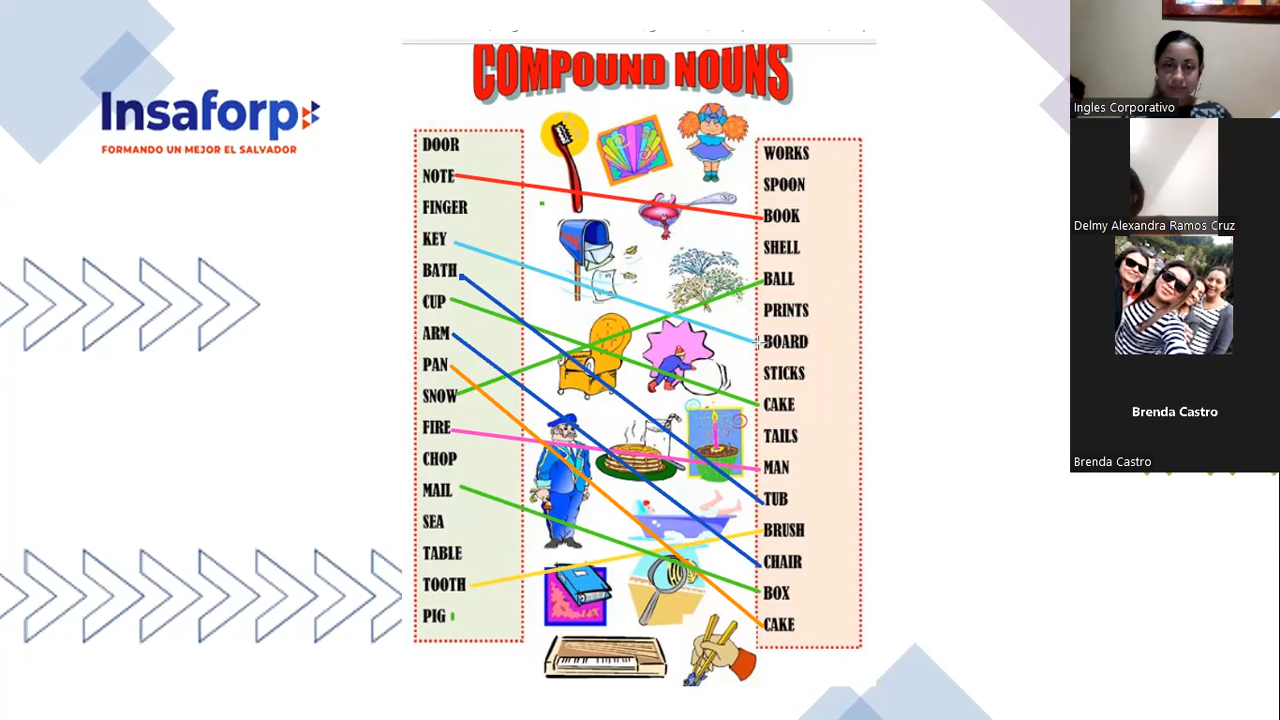 COMPOUND NOUNS
Insaforp
FORMANDO UN MEJOR EL SALVADOR
DOOR
NOTE
FINGER
KEY
BATH
CUP
ARM
PAN
SNOW
FIRE
CHOP
MAIL
SEA
TABLE
TOOTH
PIG
WORKS
SPOON
BOOK
SHELL
BALL
PRINTS
BOARD
STICKS
CAKE
TAILS
MAN
TUB
BRUSH
CHAIR
BOX
CAKE
Ingles Corporativo
Delmy Alexandra Ramos Cruz
Brenda Castro
Brenda Castro